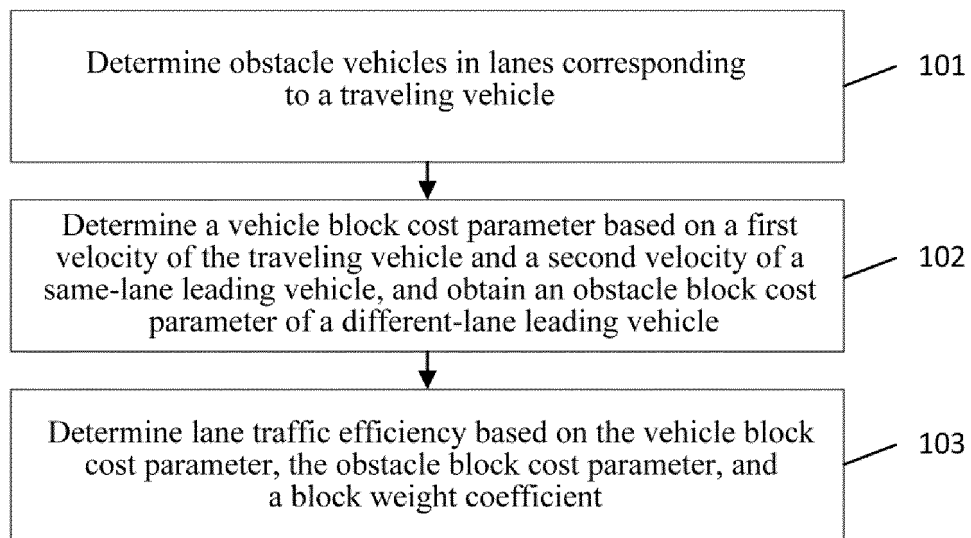 Determine obstacle vehicles in lanes corresponding
to a traveling vehicle
101
Determine a vehicle block cost parameter based on a first
velocity of the traveling vehicle and a second velocity of a
same-lane leading vehicle, and obtain an obstacle block cost
parameter of a different-lane leading vehicle
102
Determine lane traffic efficiency based on the vehicle block
cost parameter, the obstacle block cost parameter, and
a block weight coefficient
103